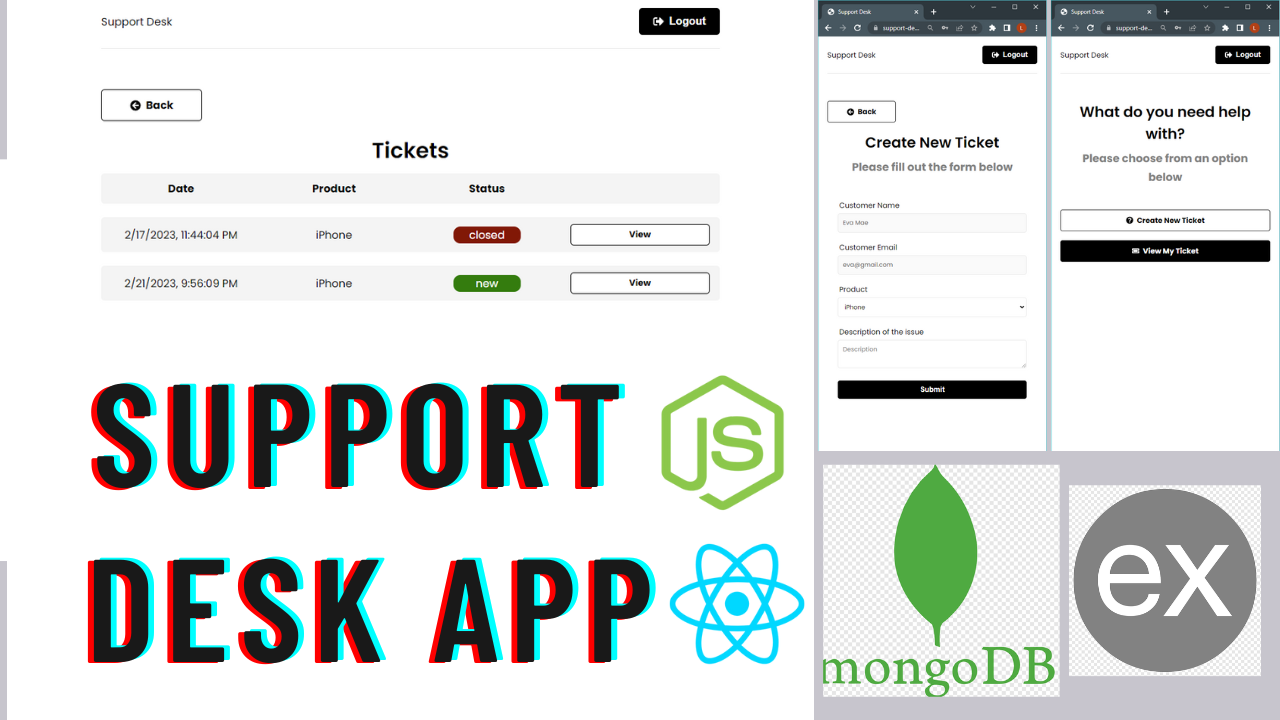 Support Desk
Logout
Back
Tickets
Date Product Status
2/17/2023, 11:44:04 PM iPhone closed View
2/21/2023, 9:56:09 PM iPhone new View
SUPPORT
DESK APP
JS
Support Desk
support-de...
L
Support Desk
Logout
Back
Create New Ticket
Please fill out the form below
Customer Name
Eva Mae
Customer Email
eva@gmail.com
Product
iPhone
Description of the issue
Description
Submit
Support Desk
support-de...
L
Support Desk
Logout
What do you need help
with?
Please choose from an option
below
Create New Ticket
View My Ticket
mongoDB
ex